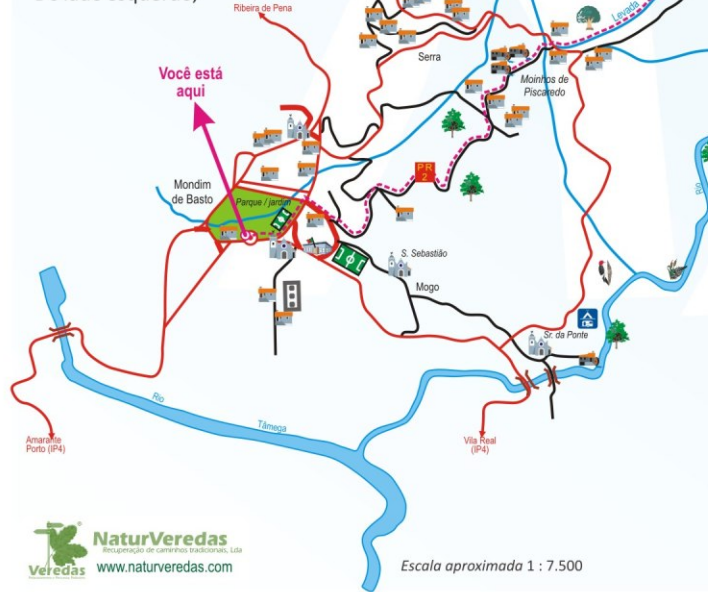 Ribeira de Pena
Serra
Levada
Você está
aqui
Moinhos de
Piscaredo
PR
2
Rio
Mondim
de Basto
Parque / jardim
S. Sebastião
Mogo
Sr. da Ponte
Rio
Tâmega
Amarante
Porto (IP4)
Vila Real
(IP4)
NaturVeredas
Recuperação de caminhos tradicionais, Lda
Veredas
www.naturveredas.com
Escala aproximada 1 : 7.500